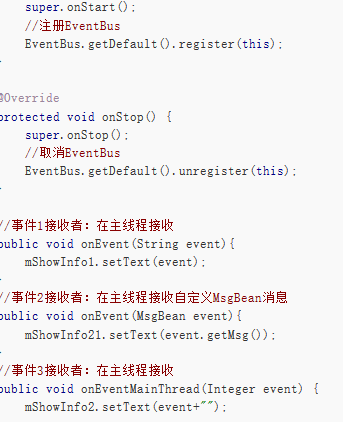 super.onStart();
//注册EventBus
EventBus.getDefault().register(this);
@Override
protected void onStop() {
super.onStop();
//取消EventBus
EventBus.getDefault().unregister(this);
//事件1接收者：在主线程接收
public void onEvent(String event){
mShowInfo1.setText(event);
//事件2接收者：在主线程接收自定义MsgBean消息
public void onEvent(MsgBean event){
mShowInfo21.setText(event.getMsg());
//事件3接收者：在主线程接收
public void onEventMainThread(Integer event) {
mShowInfo2.setText(event+"");